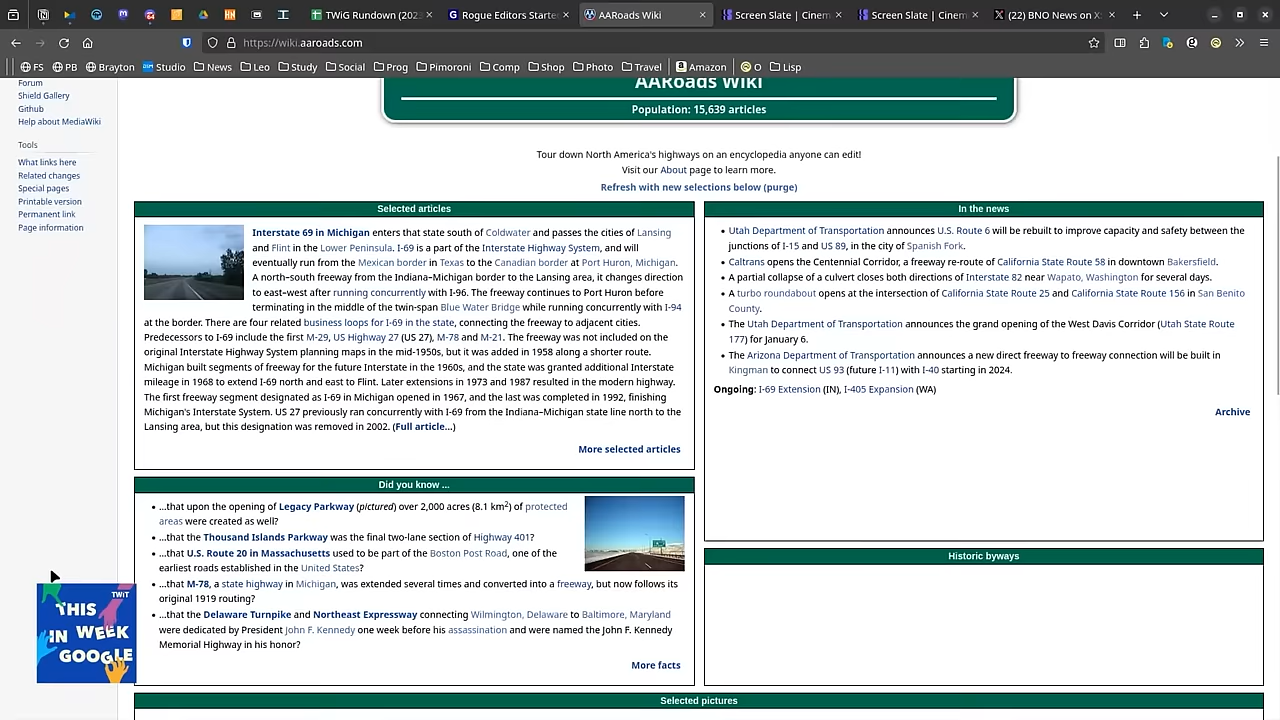 TWiG Rundown (202
Rogue Editors Starte
AARoads Wiki
Screen Slate | Cinem
Screen Slate | Cinem
(22) BNO News on X
https://wiki.aaroads.com
FS
PB
Brayton
Studio
News
Leo
Study
Social
Prog
Pimoroni
Comp
Shop
Photo
Travel
Amazon
O
Lisp
Forum
Shield Gallery
Github
Help about MediaWiki
Tools
What links here
Related changes
Special pages
Printable version
Permanent link
Page information
AARoads Wiki
Population: 15,639 articles
Tour down North America's highways on an encyclopedia anyone can edit!
Visit our About page to learn more.
Refresh with new selections below (purge)
Selected articles
Interstate 69 in Michigan enters that state south of Coldwater and passes the cities of Lansing
and Flint in the Lower Peninsula. I-69 is a part of the Interstate Highway System, and will
eventually run from the Mexican border in Texas to the Canadian border at Port Huron, Michigan.
A north–south freeway from the Indiana–Michigan border to the Lansing area, it changes direction
to east–west after running concurrently with I-96. The freeway continues to Port Huron before
terminating in the middle of the twin-span Blue Water Bridge while running concurrently with I-94
at the border. There are four related business loops for I-69 in the state, connecting the freeway to adjacent cities.
Predecessors to I-69 include the first M-29, US Highway 27 (US 27), M-78 and M-21. The freeway was not included on the
original Interstate Highway System planning maps in the mid-1950s, but it was added in 1958 along a shorter route.
Michigan built segments of freeway for the future Interstate in the 1960s, and the state was granted additional Interstate
mileage in 1968 to extend I-69 north and east to Flint. Later extensions in 1973 and 1987 resulted in the modern highway.
The first freeway segment designated as I-69 in Michigan opened in 1967, and the last was completed in 1992, finishing
Michigan's Interstate System. US 27 previously ran concurrently with I-69 from the Indiana–Michigan state line north to the
Lansing area, but this designation was removed in 2002. (Full article...)
More selected articles
Did you know ...
...that upon the opening of Legacy Parkway (pictured) over 2,000 acres (8.1 km2) of protected
areas were created as well?
...that the Thousand Islands Parkway was the final two-lane section of Highway 401?
...that U.S. Route 20 in Massachusetts used to be part of the Boston Post Road, one of the
earliest roads established in the United States?
...that M-78, a state highway in Michigan, was extended several times and converted into a freeway, but now follows its
original 1919 routing?
...that the Delaware Turnpike and Northeast Expressway connecting Wilmington, Delaware to Baltimore, Maryland
were dedicated by President John F. Kennedy one week before his assassination and were named the John F. Kennedy
Memorial Highway in his honor?
More facts
In the news
Utah Department of Transportation announces U.S. Route 6 will be rebuilt to improve capacity and safety between the
junctions of I-15 and US 89, in the city of Spanish Fork.
Caltrans opens the Centennial Corridor, a freeway re-route of California State Route 58 in downtown Bakersfield.
A partial collapse of a culvert closes both directions of Interstate 82 near Wapato, Washington for several days.
A turbo roundabout opens at the intersection of California State Route 25 and California State Route 156 in San Benito
County.
The Utah Department of Transportation announces the grand opening of the West Davis Corridor (Utah State Route
177) for January 6.
The Arizona Department of Transportation announces a new direct freeway to freeway connection will be built in
Kingman to connect US 93 (future I-11) with I-40 starting in 2024.
Ongoing: I-69 Extension (IN), I-405 Expansion (WA)
Archive
Historic byways
Selected pictures
TWiT
THIS
IN WEEK
GOOGLE